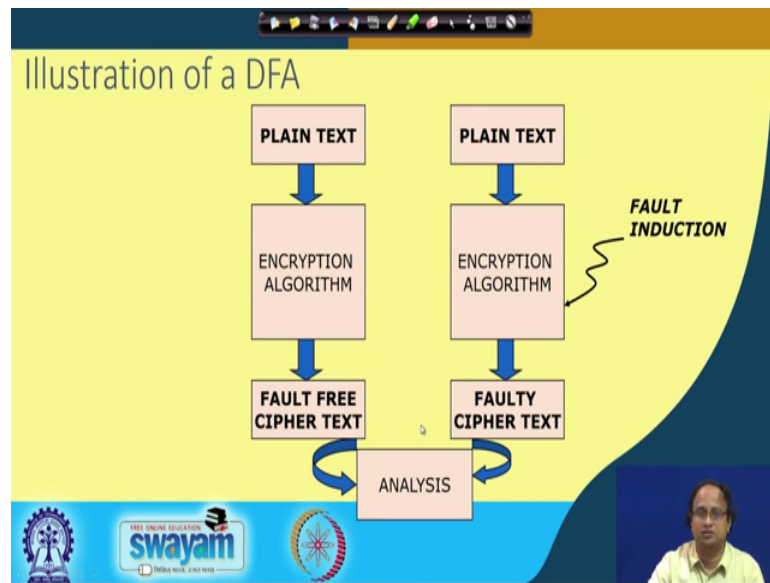 Illustration of a DFA
PLAIN TEXT
PLAIN TEXT
ENCRYPTION
ALGORITHM
ENCRYPTION
ALGORITHM
FAULT
INDUCTION
FAULT FREE
CIPHER TEXT
FAULTY
CIPHER TEXT
ANALYSIS
FREE ONLINE EDUCATION
swayam